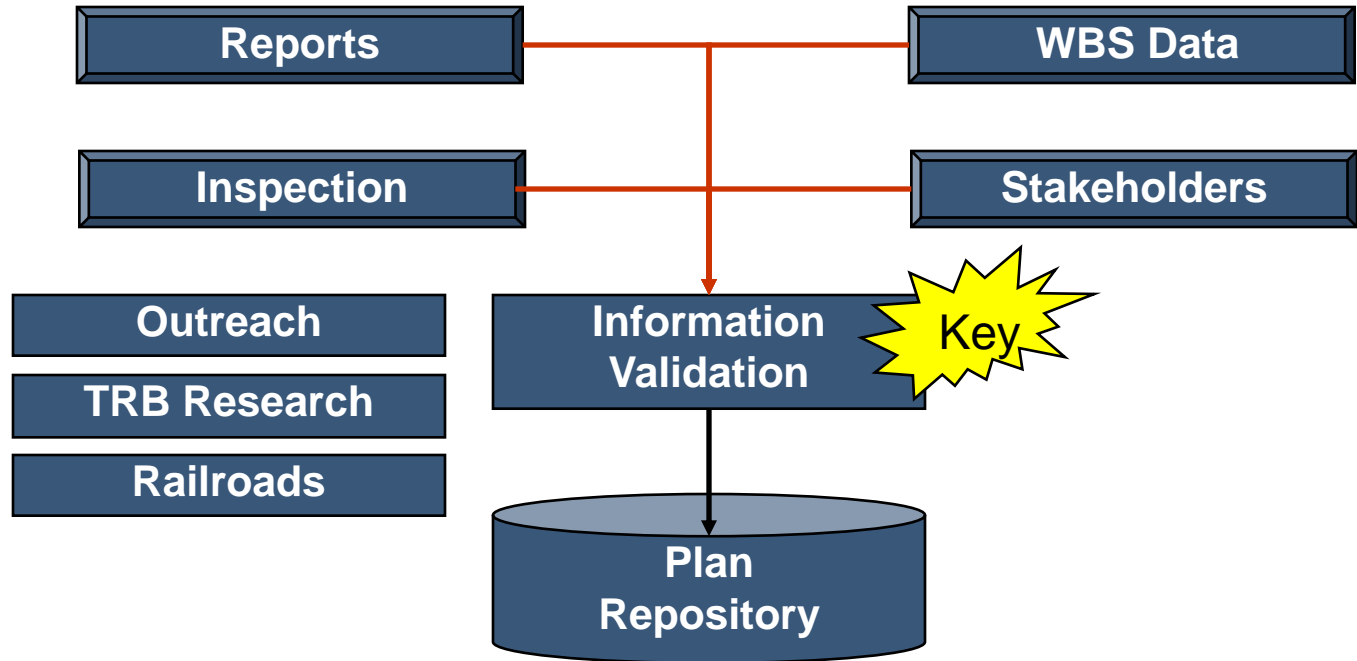 Reports
WBS Data
Inspection
Stakeholders
Outreach
TRB Research
Railroads
Information
Validation
Key
Plan
Repository